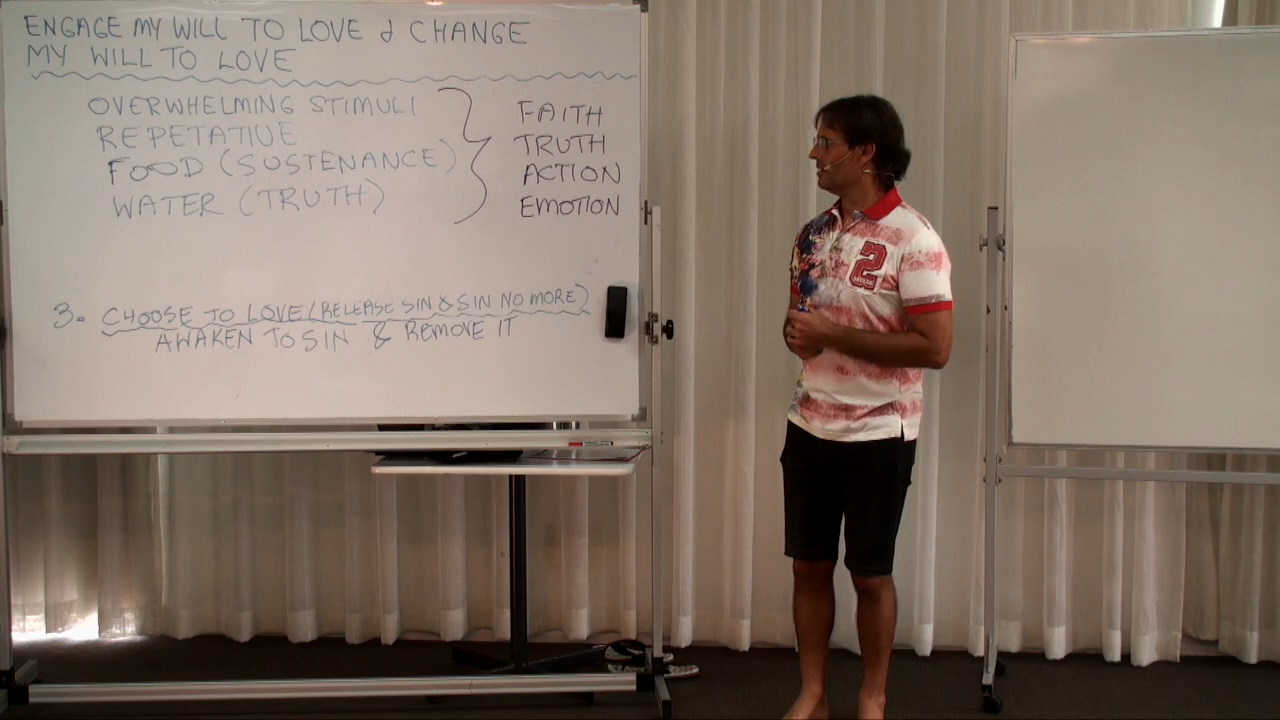 ENGAGE MY WILL TO LOVE & CHANGE
MY WILL TO LOVE
OVERWHELMING STIMULI
REPETATIVE
FOOD (SUSTENANCE)
WATER (TRUTH)
FAITH
TRUTH
ACTION
EMOTION
3. CHOOSE TO LOVE (RELEASE SIN & SIN NO MORE)
AWAKEN TO SIN & REMOVE IT
2